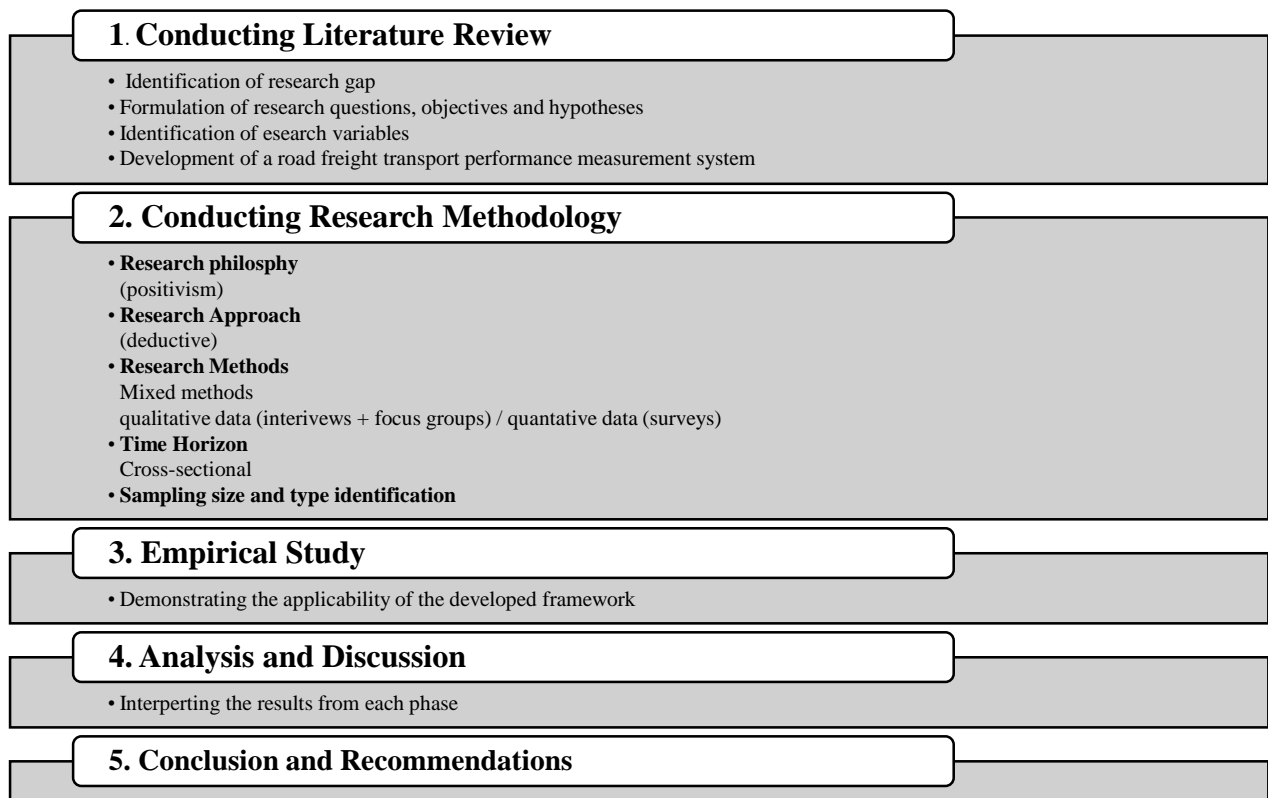 1. Conducting Literature Review
• Identification of research gap
• Formulation of research questions, objectives and hypotheses
• Identification of esearch variables
• Development of a road freight transport performance measurement system
2. Conducting Research Methodology
• Research philosphy
(positivism)
• Research Approach
(deductive)
• Research Methods
Mixed methods
qualitative data (interivews + focus groups) / quantative data (surveys)
• Time Horizon
Cross-sectional
• Sampling size and type identification
3. Empirical Study
• Demonstrating the applicability of the developed framework
4. Analysis and Discussion
• Interperting the results from each phase
5. Conclusion and Recommendations